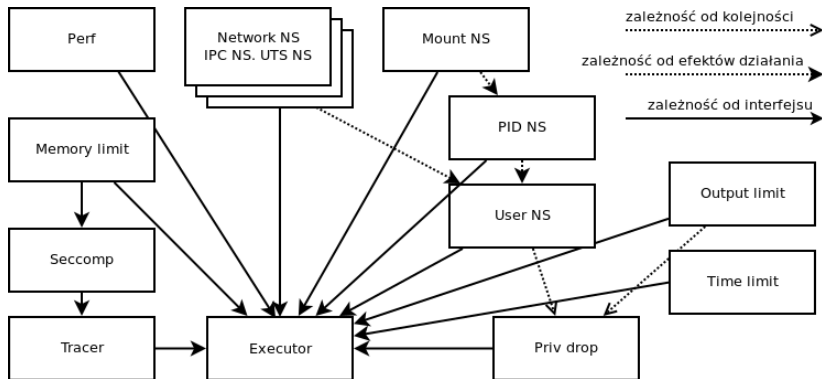 Perf
Network NS
IPC NS. UTS NS
Mount NS
zależność od kolejności
zależność od efektów działania
zależność od interfejsu
Memory limit
PID NS
Seccomp
User NS
Output limit
Time limit
Tracer
Executor
Priv drop